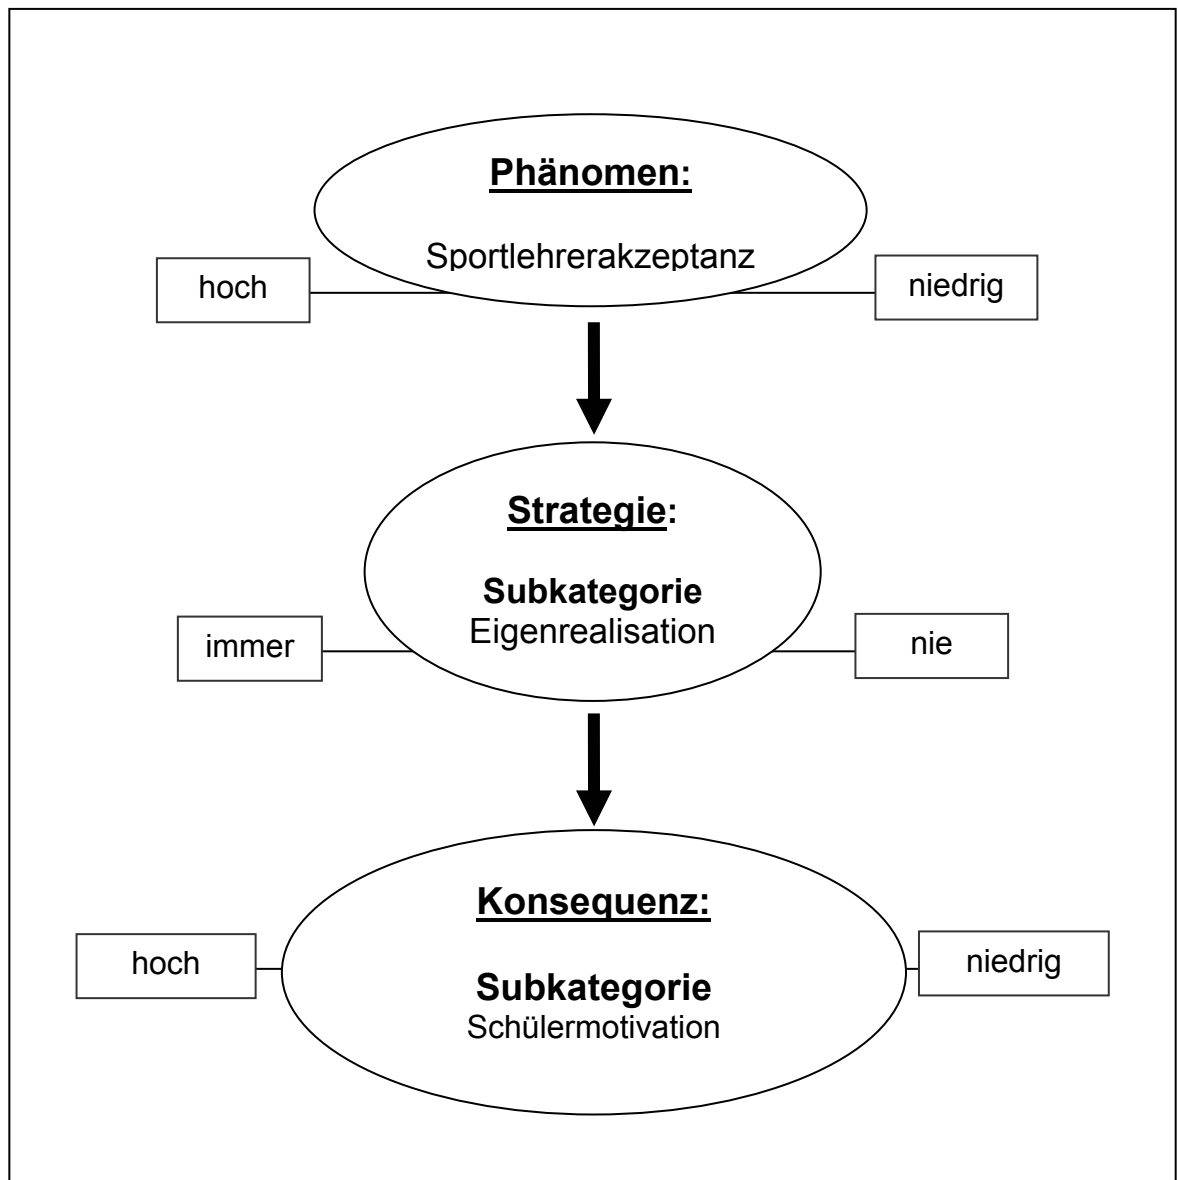 Phänomen:
Sportlehrerakzeptanz
hoch
niedrig
Strategie:
Subkategorie
Eigenrealisation
immer
nie
Konsequenz:
Subkategorie
Schülermotivation
hoch
niedrig